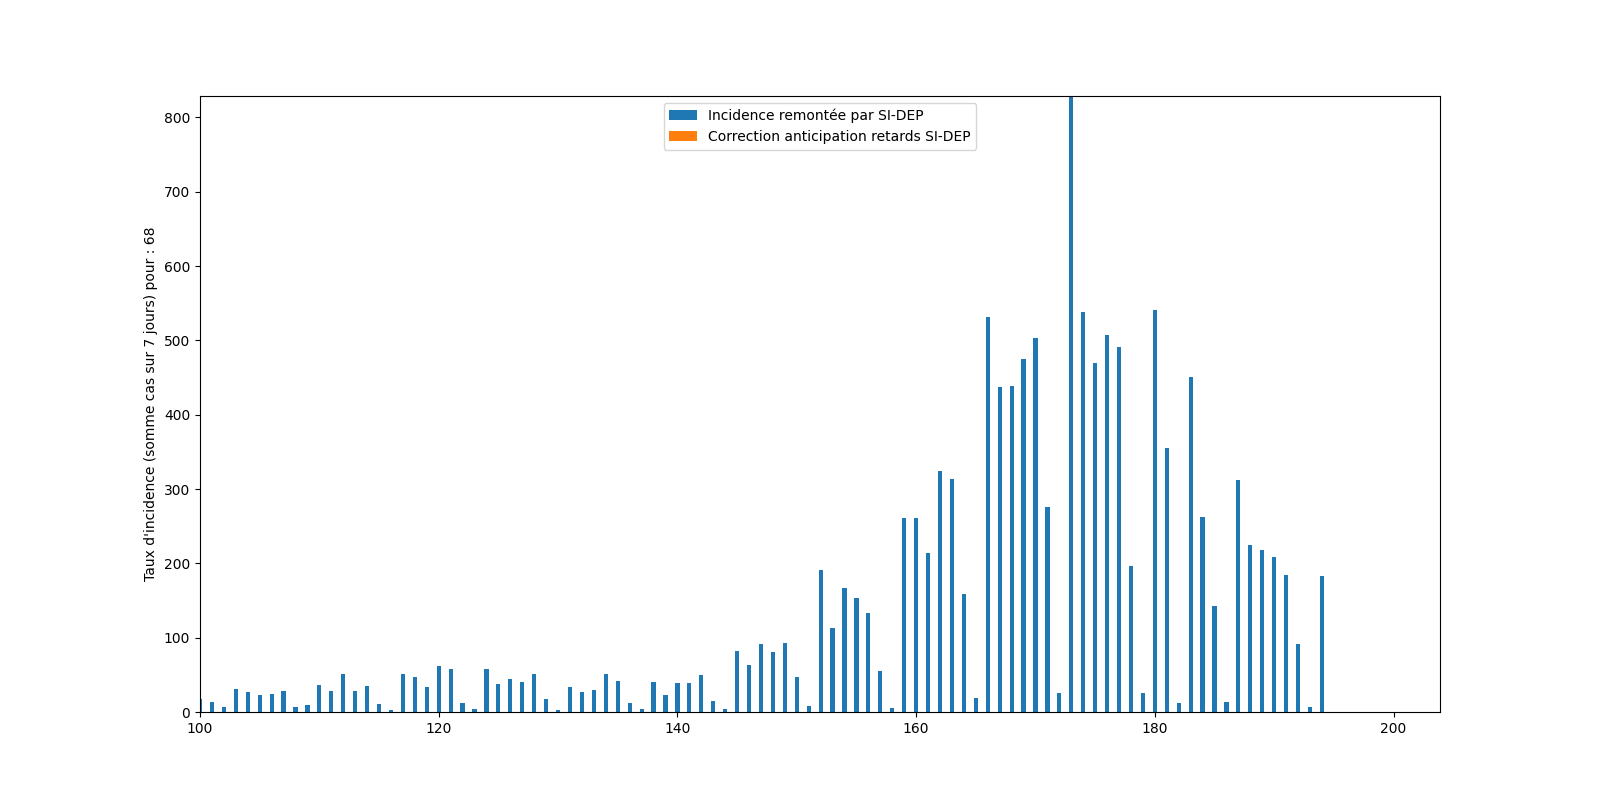 Incidence remontée par SI-DEP
Correction anticipation retards SI-DEP
Taux d'incidence (somme cas sur 7 jours) pour : 68
800
700
600
500
400
300
200
100
0
100 120 140 160 180 200